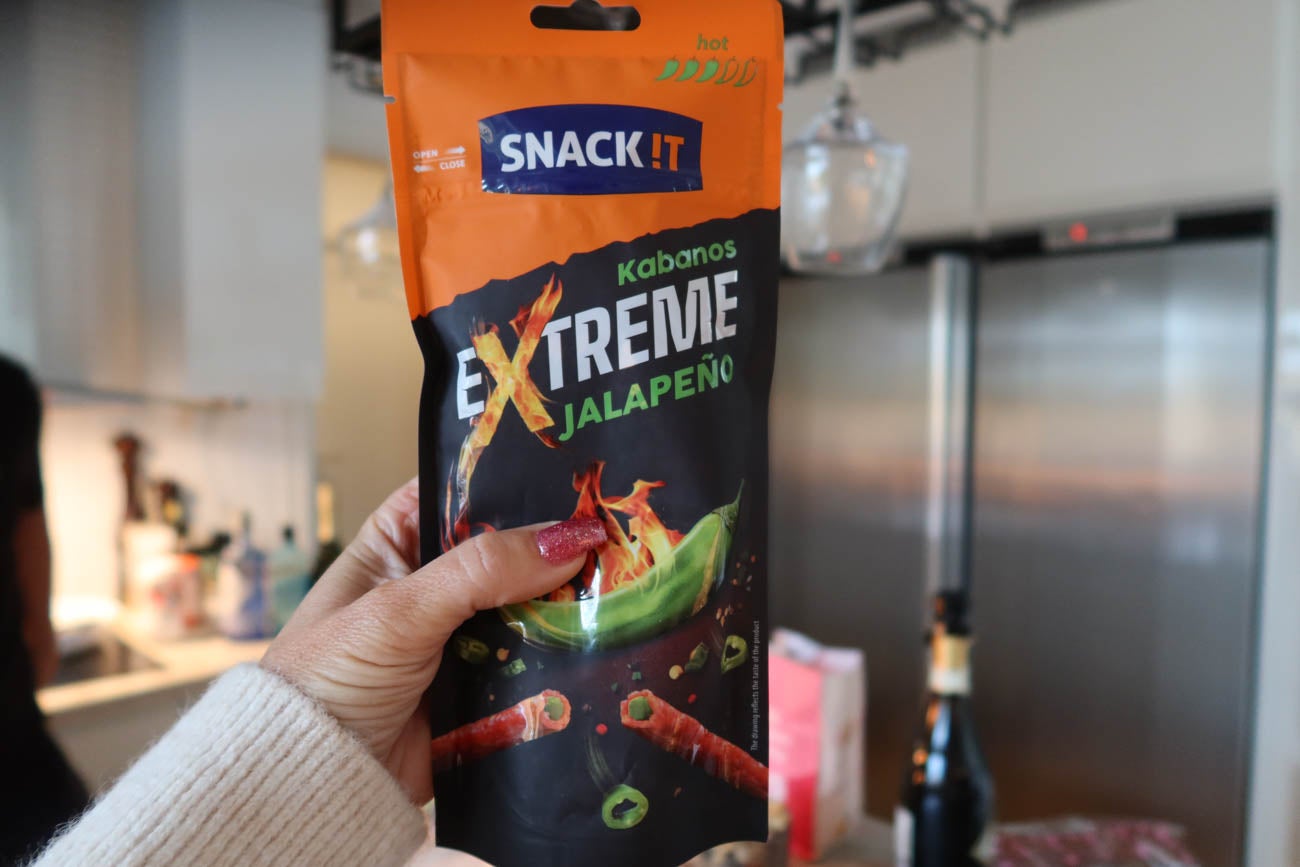 hot
SNACK !T
OPEN
CLOSE
Kabanos
EXTREME
JALAPEÑO
The drawing reflects the taste of the product